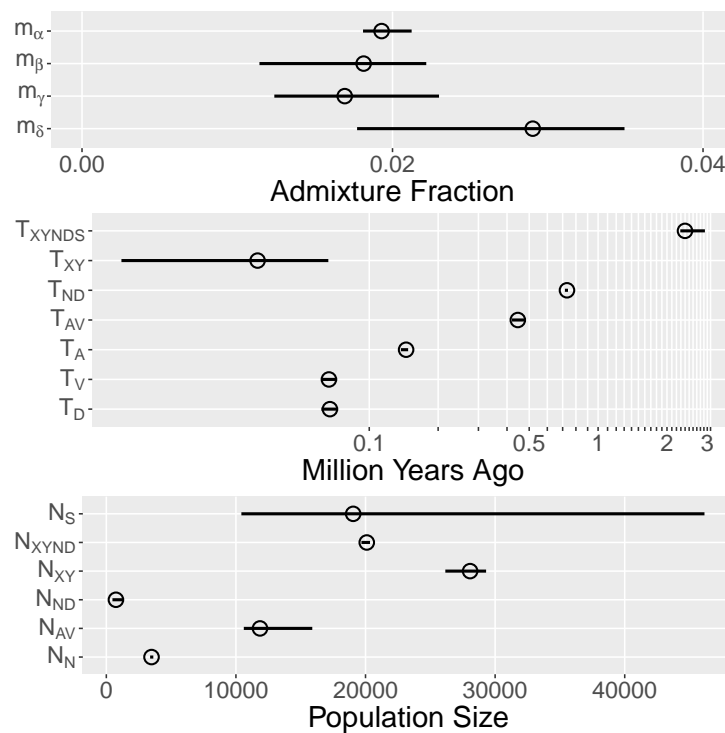 mα
mβ
mγ
mδ
0.00 0.02 0.04
Admixture Fraction
TXYNDS
TXY
TND
TAV
TA
TV
TD
0.1 0.5 1 2 3
Million Years Ago
NS
NXYND
NXY
NND
NAV
NN
0 10000 20000 30000 40000
Population Size